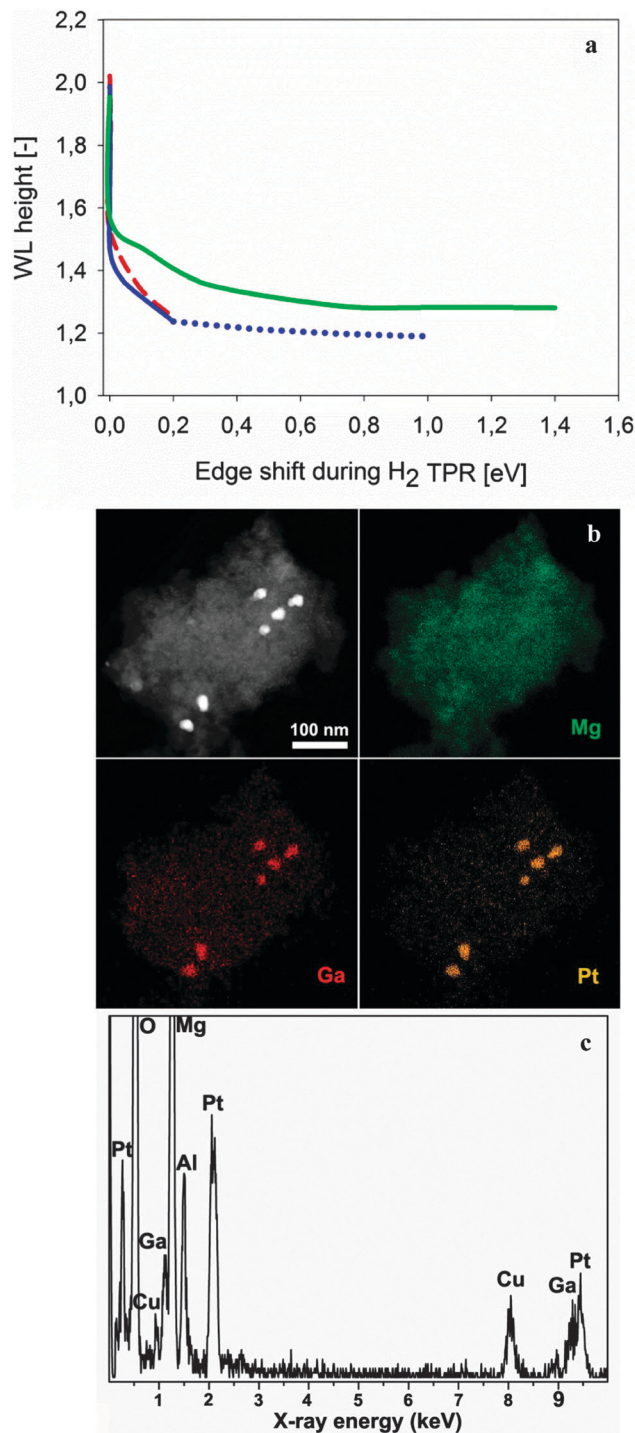 a
2,2
2,0
1,8
1,6
1,4
1,2
1,0
WL height [-]
0,0 0,2 0,4 0,6 0,8 1,0 1,2 1,4 1,6
Edge shift during H2 TPR [eV]
b
100 nm
Mg
Ga
Pt
c
O Mg
Pt
Pt
Al
Ga
Cu
Cu
Ga
Pt
1 2 3 4 5 6 7 8 9
X-ray energy (keV)